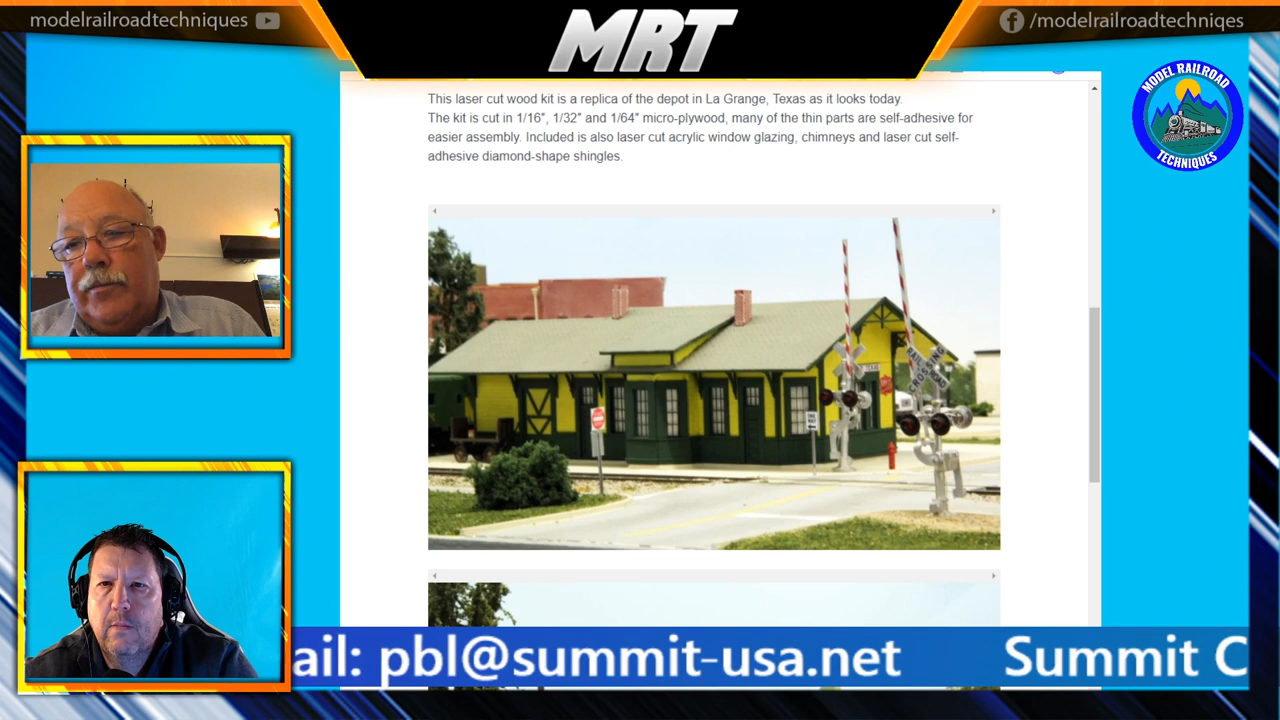 modelrailroadtechniques
MRT
/modelrailroadtechniqes
MODEL RAILROAD
TECHNIQUES
This laser cut wood kit is a replica of the depot in La Grange, Texas as it looks today.
The kit is cut in 1/16″, 1/32″ and 1/64″ micro-plywood, many of the thin parts are self-adhesive for
easier assembly. Included is also laser cut acrylic window glazing, chimneys and laser cut self-
adhesive diamond-shape shingles.
RAIL ROAD
CROSSING
TEXAS
ail: pbl@summit-usa.net Summit C